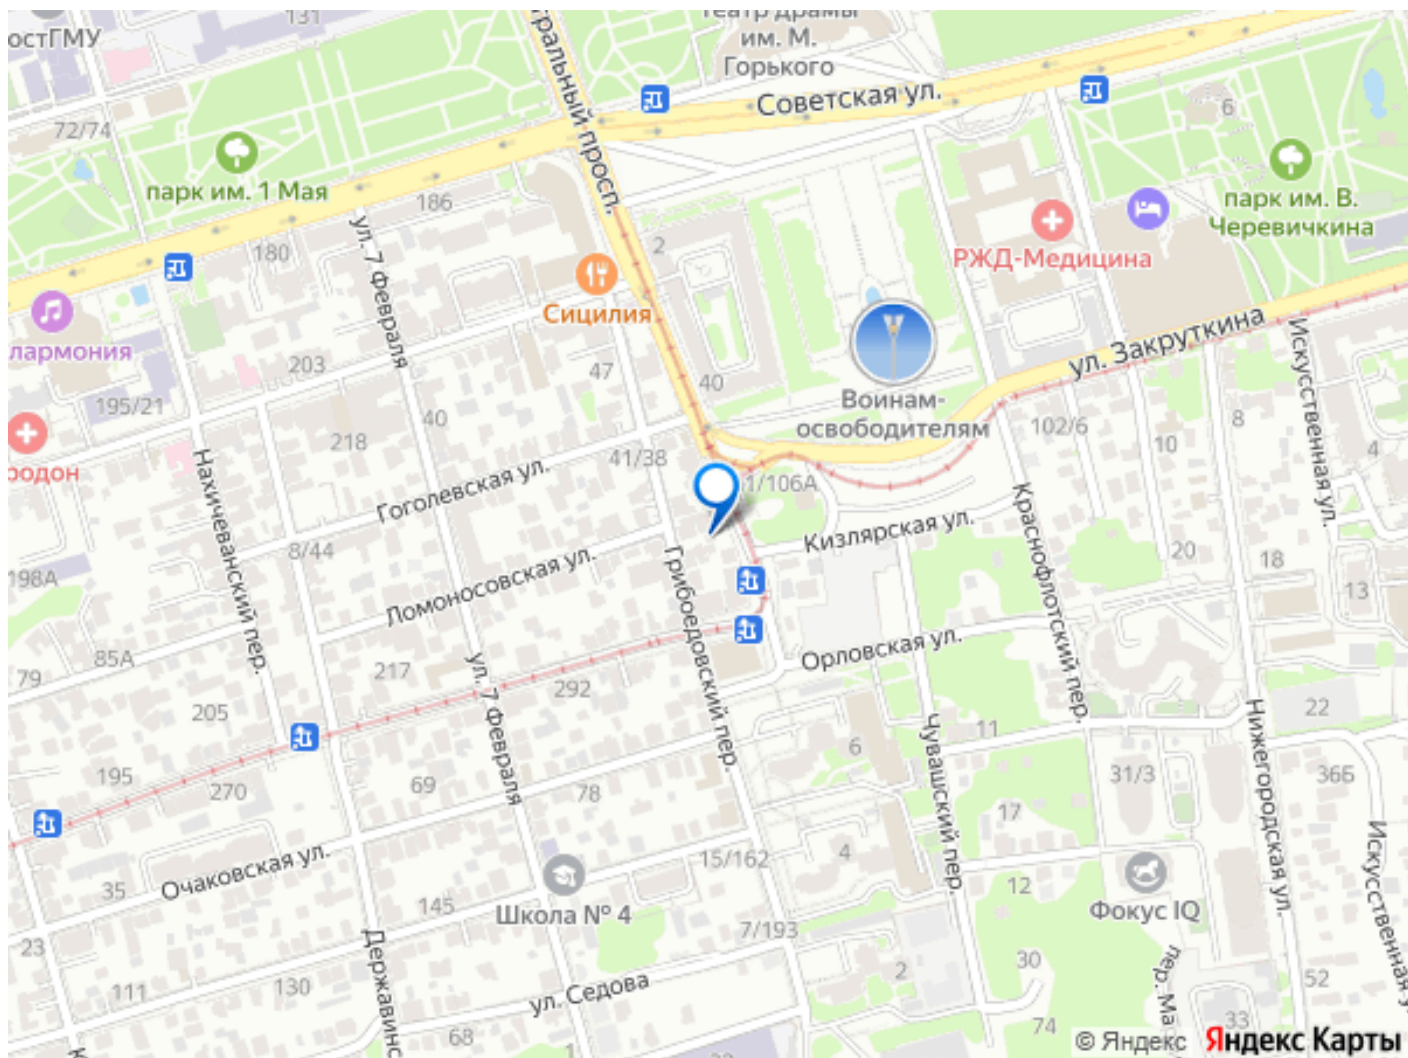 131
остГМУ
Театр драмы
им. М.
Горького
Советская ул.
72/74
6
парк им. 1 Мая
парк им. В.
Черевичкина
186
180
2
ул. 7 Февраля
РЖД-Медицина
Сицилия
лармония
ул. Закруткина
Искусственная ул.
203
47
40
195/21
40
Воинам-
освободителям
8
218
102/6
10
4
родон
41/38
Нахичеванский пер.
Гоголевская ул.
Кизлярская ул.
Краснофлотский пер.
20
18
13
198А
8/44
Ломоносовская ул.
Грибоедовский пер.
85А
79
217
ул. 7 Февраля
292
Орловская ул.
205
22
11
Чувашский пер.
Нижегородская ул.
6
195
270
69
78
31/3
36Б
17
Искусственная у
Очаковская ул.
15/162
4
35
145
Школа № 4
12
Фокус IQ
23
7/193
Державинс
пер. Ма
111
130
ул. Седова
2
30
52
68
74
33
1
© Яндекс Яндекс Карты